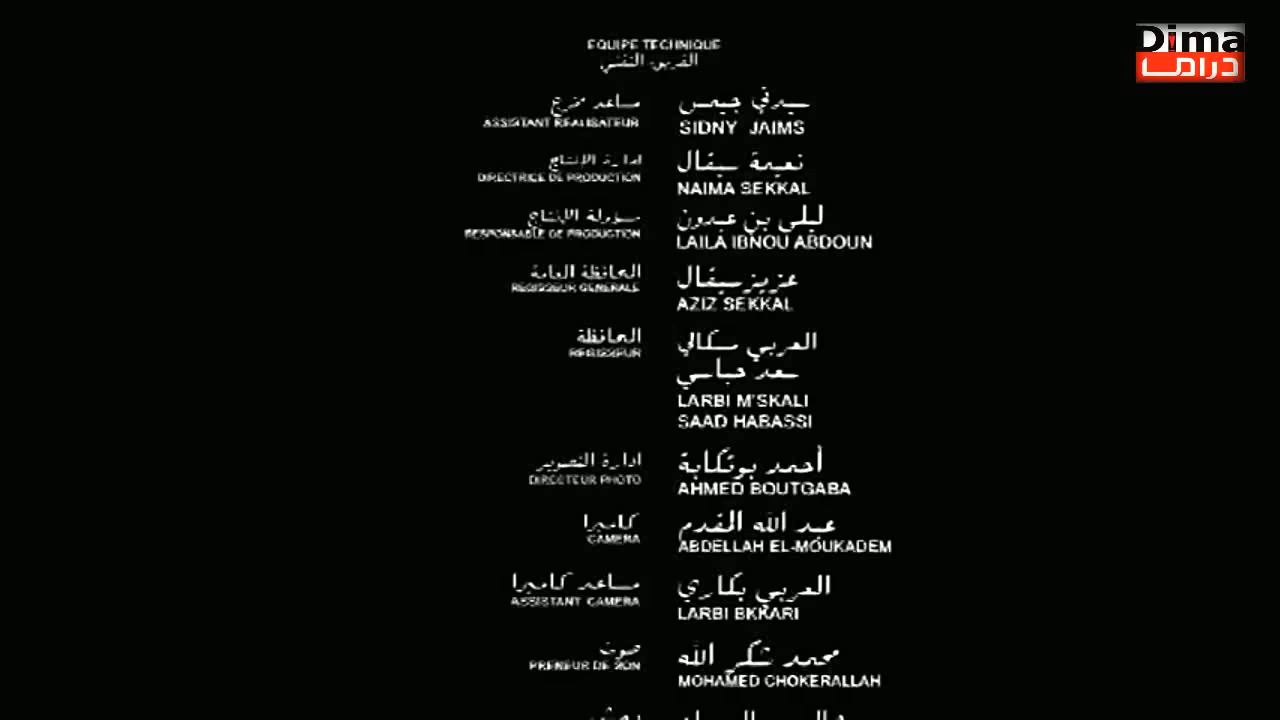 Dima
دراما
EQUIPE TECHNIQUE
الفريق التقني
مساعد مخرج
سيدني جيمس
ASSISTANT REALISATEUR
SIDNY JAIMS
ادارة الإنتاج
نعيمة سيقال
DIRECTRICE DE PRODUCTION
NAIMA SEKKAL
مسؤولة الإنتاج
ليلى بن عبدون
RESPONSABLE DE PRODUCTION
LAILA IBNOU ABDOUN
المحافظة العامة
عزيز سيقال
REGISSEUR GENERALE
AZIZ SEKKAL
المحافظة
العربي مسكالي
REGISSEUR
سعد حباسي
LARBI M'SKALI
SAAD HABASSI
ادارة التصوير
أحمد بوتكابة
DIRECTEUR PHOTO
AHMED BOUTGABA
كاميرا
عبد الله المقدم
CAMERA
ABDELLAH EL-MOUKADEM
مساعد كاميرا
العربي بكاري
ASSISTANT CAMERA
LARBI BKKARI
صوت
محمد شكر الله
PRENEUR DE SON
MOHAMED CHOKERALLAH